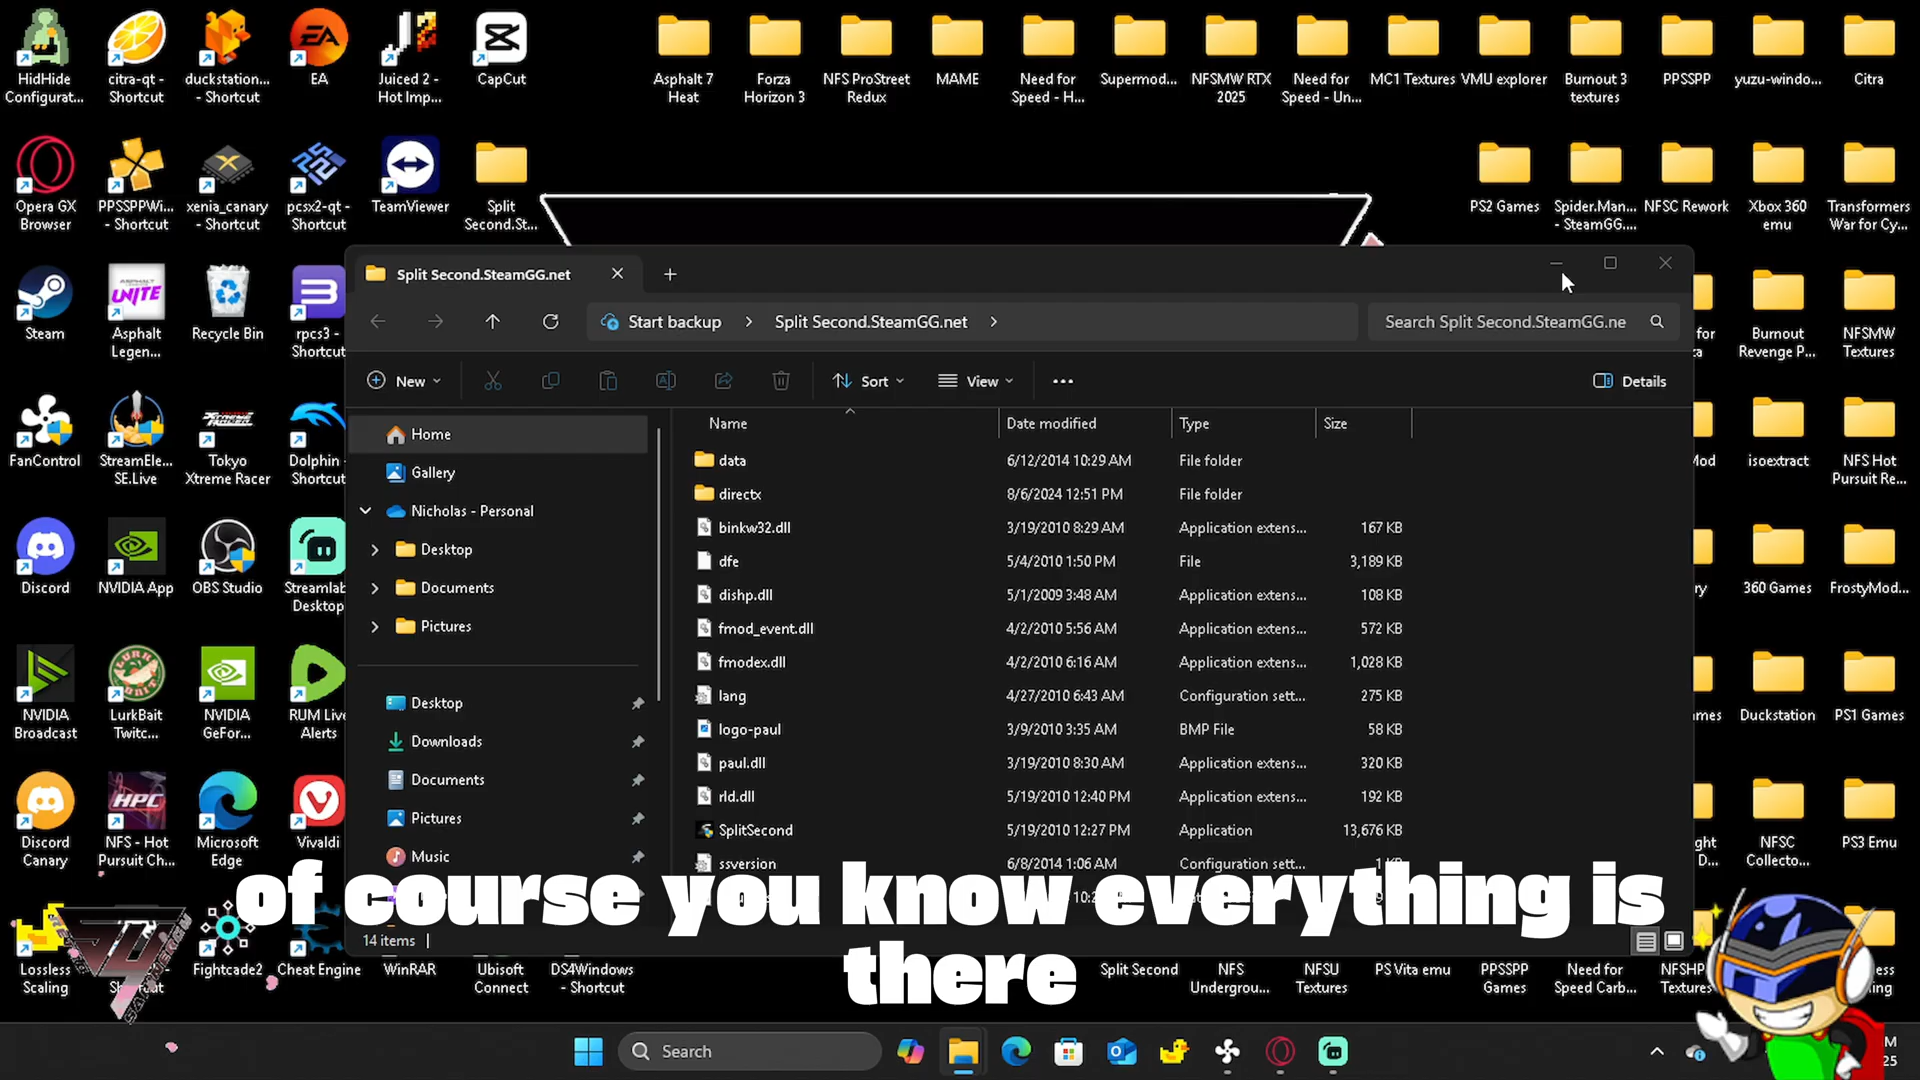 HidHide
Configurat...
citra-qt -
Shortcut
duckstation...
- Shortcut
EA
Juiced 2 -
Hot Imp...
CapCut
Asphalt 7
Heat
Forza
Horizon 3
NFS ProStreet
Redux
MAME
Need for
Speed - H...
Supermod...
NFSMW RTX
2025
Need for
Speed - Un...
MC1 Textures
VMU explorer
Burnout 3
textures
PPSSPP
yuzu-windo...
Citra
Opera GX
Browser
PPSSPPWi...
- Shortcut
xenia_canary
- Shortcut
pcsx2-qt -
Shortcut
TeamViewer
Split
Second.St...
PS2 Games
Spider.Man...
- SteamGG....
NFSC Rework
Xbox 360
emu
Transformers
War for Cy...
Steam
Asphalt
Legen...
Recycle Bin
rpcs3 -
Shortcut
Burnout
Revenge P...
NFSMW
Textures
FanControl
StreamEle...
SE.Live
Tokyo
Xtreme Racer
Dolphin -
Shortcut
isoextract
NFS Hot
Pursuit Re...
Discord
NVIDIA App
OBS Studio
Streamlab
Desktop
360 Games
FrostyMod...
NVIDIA
Broadcast
LurkBait
Twitc...
NVIDIA
GeFor...
RUM Live
Alerts
Duckstation
PS1 Games
Discord
Canary
NFS - Hot
Pursuit Ch...
Microsoft
Edge
Vivaldi
NFSC
Collecto...
PS3 Emu
Split Second.SteamGG.net
Start backup
Split Second.SteamGG.net
Search Split Second.SteamGG.ne
New
Sort
View
Details
Home
Gallery
Nicholas - Personal
Desktop
Documents
Pictures
Desktop
Downloads
Documents
Pictures
Music
Name Date modified Type Size
data 6/12/2014 10:29 AM File folder
directx 8/6/2024 12:51 PM File folder
binkw32.dll 3/19/2010 8:29 AM Application extens... 167 KB
dfe 5/4/2010 1:50 PM File 3,189 KB
dishp.dll 5/1/2009 3:48 AM Application extens... 108 KB
fmod_event.dll 4/2/2010 5:56 AM Application extens... 572 KB
fmodex.dll 4/2/2010 6:16 AM Application extens... 1,028 KB
lang 4/27/2010 6:43 AM Configuration sett... 275 KB
logo-paul 3/9/2010 3:35 AM BMP File 58 KB
paul.dll 3/19/2010 8:30 AM Application extens... 320 KB
rld.dll 5/19/2010 12:40 PM Application extens... 192 KB
SplitSecond 5/19/2010 12:27 PM Application 13,676 KB
ssversion 6/8/2014 1:06 AM Configuration sett... 1 KB
14 items
of course you know everything is
there
Lossless
Scaling
Fightcade2
Cheat Engine
WinRAR
Ubisoft
Connect
DS4Windows
- Shortcut
Split Second
NFS
Undergrou...
NFSU
Textures
PS Vita emu
PPSSPP
Games
Need for
Speed Carb...
Search